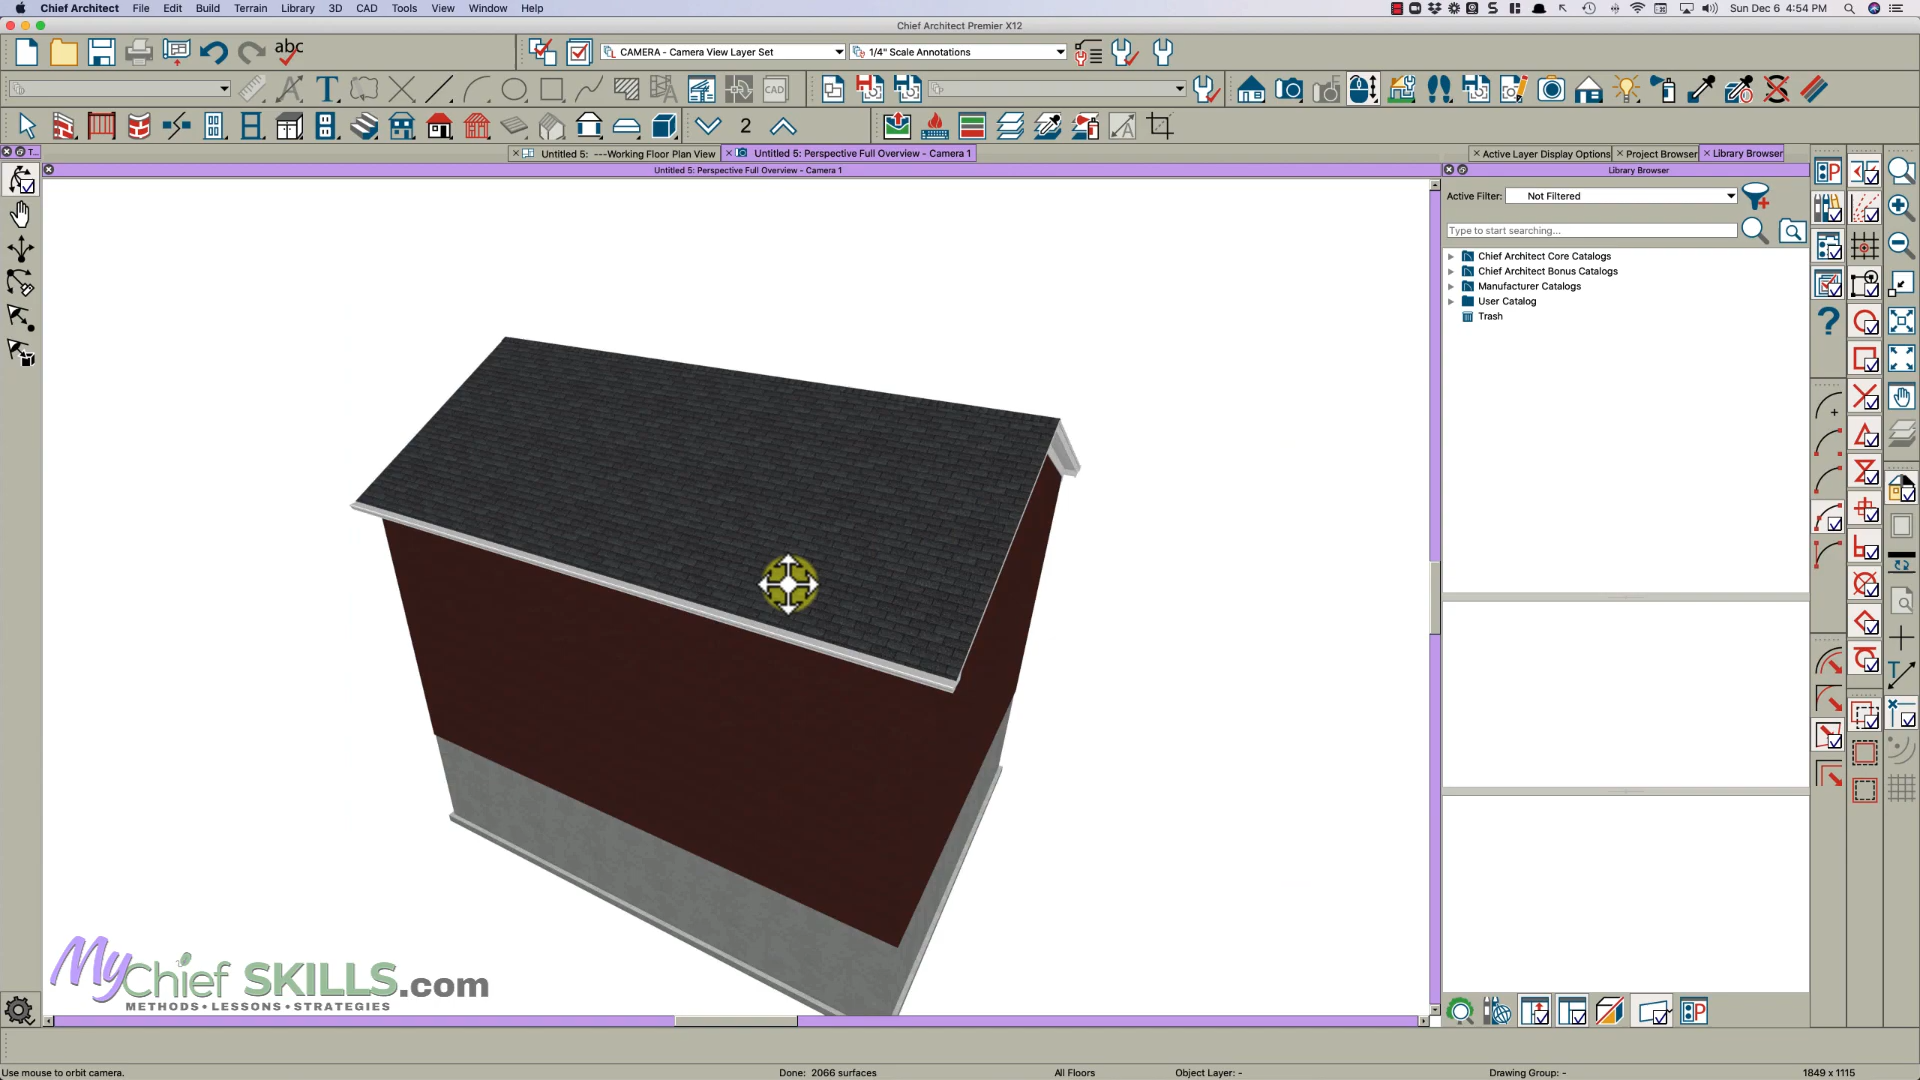 Chief Architect File Edit Build Terrain Library 3D CAD Tools View Window Help Sun Dec 6 4:54 PM
Chief Architect Premier X12
abc CAMERA - Camera View Layer Set 1/4" Scale Annotations
T A CAD
2
T... Untitled 5: ---Working Floor Plan View Untitled 5: Perspective Full Overview - Camera 1 Active Layer Display Options Project Browser Library Browser
Untitled 5: Perspective Full Overview - Camera 1 Library Browser
Active Filter: Not Filtered
Type to start searching...
Chief Architect Core Catalogs
Chief Architect Bonus Catalogs
Manufacturer Catalogs
User Catalog
Trash
MyChief SKILLS.com
METHODS • LESSONS • STRATEGIES
Use mouse to orbit camera. Done: 2066 surfaces All Floors Object Layer: - Drawing Group: - 1849 x 1115